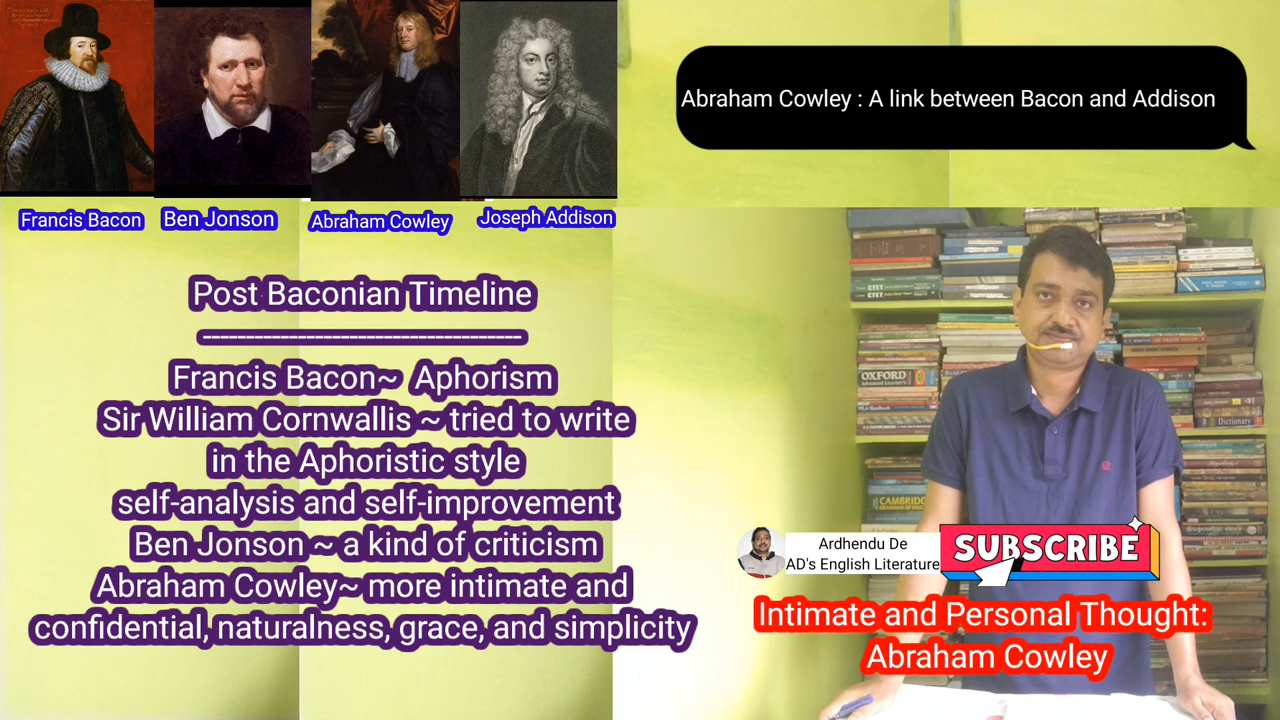 Abraham Cowley : A link between Bacon and Addison
Francis Bacon
Ben Jonson
Abraham Cowley
Joseph Addison
Post Baconian Timeline
------------------------------------
Francis Bacon~ Aphorism
Sir William Cornwallis ~ tried to write
in the Aphoristic style
self-analysis and self-improvement
Ben Jonson ~ a kind of criticism
Abraham Cowley~ more intimate and
confidential, naturalness, grace, and simplicity
OXFORD
Dictionary
CAMBRIDGE
Ardhendu De
AD's English Literature
SUBSCRIBE
Intimate and Personal Thought:
Abraham Cowley